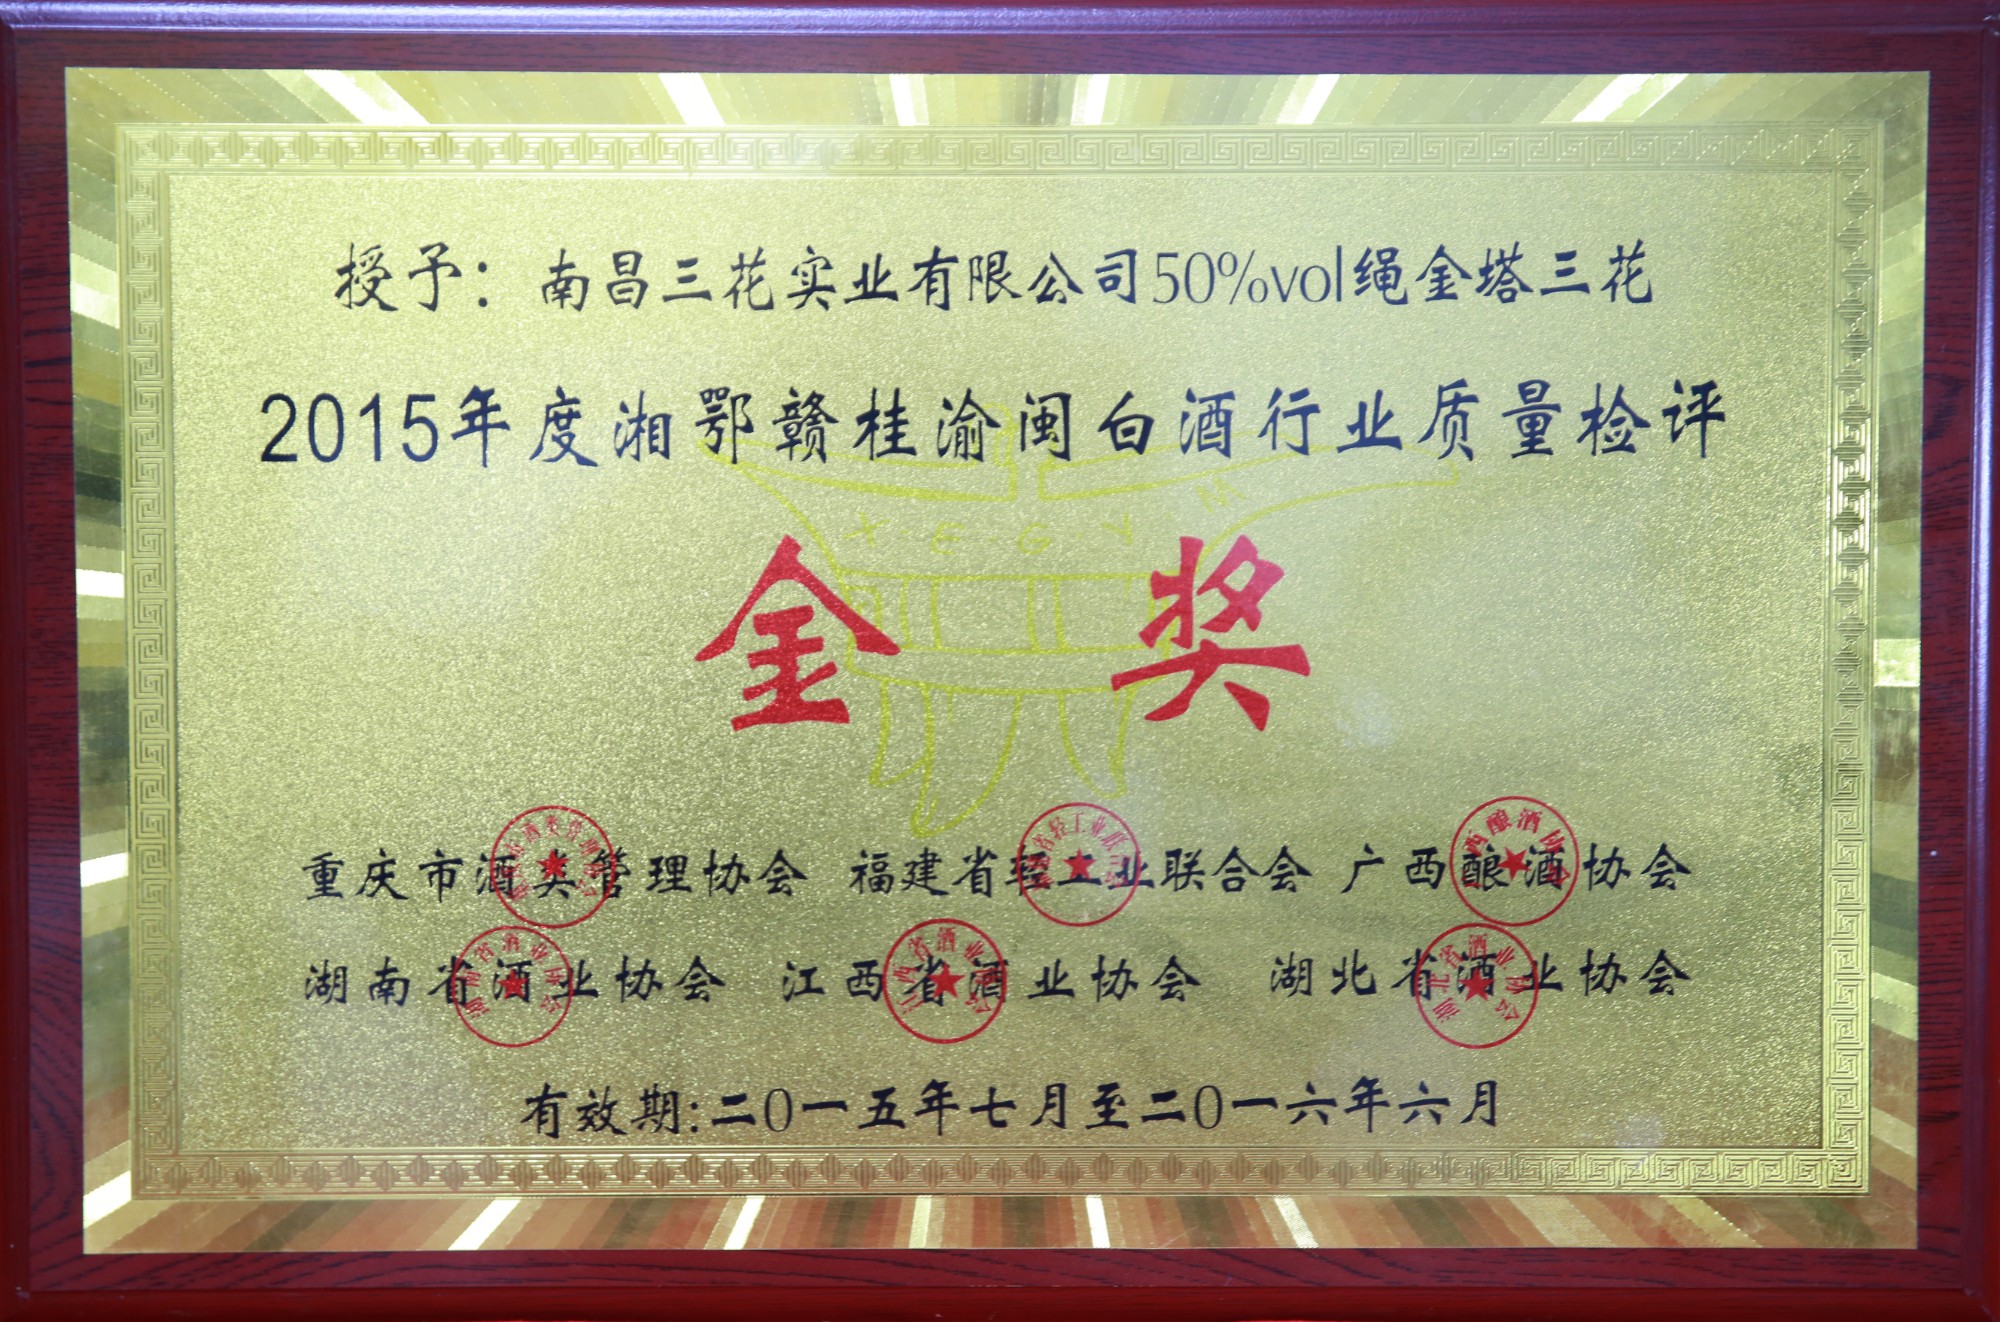 授予：南昌三花实业有限公司50%vol绳金塔三花
2015年度湘鄂赣桂渝闽白酒行业质量检评
X·E·G·Y·M
金 奖
重庆市酒类管理协会 福建省轻工业联合会 广西酿酒协会
湖南省酒业协会 江西省酒业协会 湖北省酒业协会
有效期:二0一五年七月至二0一六年六月